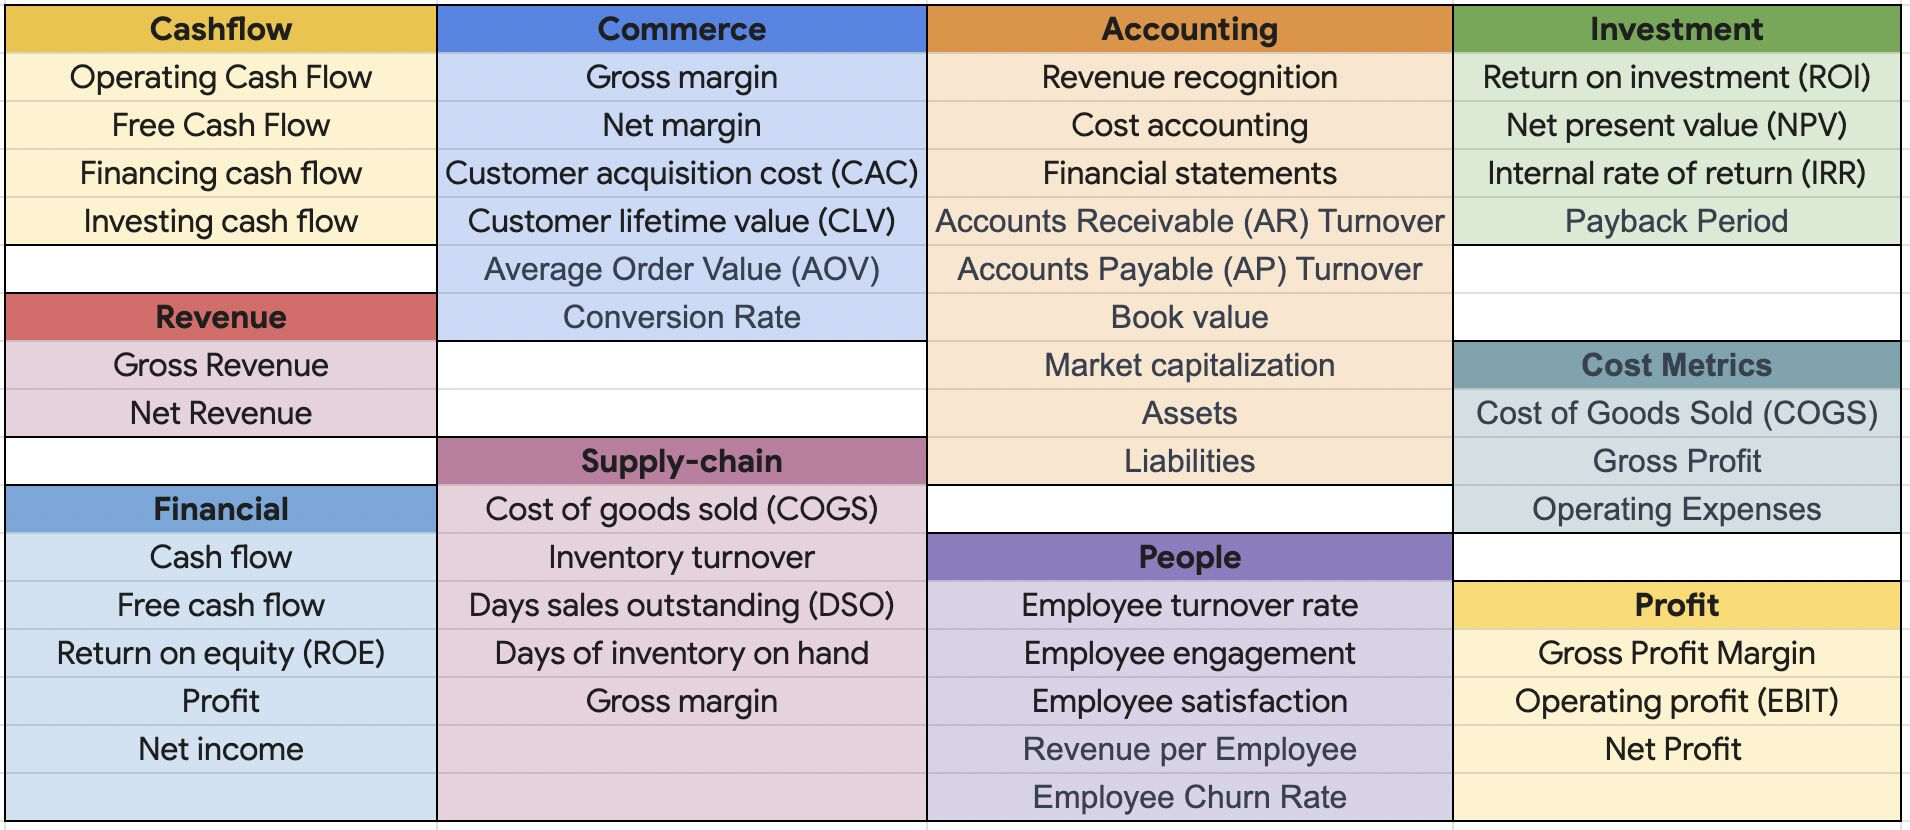 Cashflow
Operating Cash Flow
Free Cash Flow
Financing cash flow
Investing cash flow
Revenue
Gross Revenue
Net Revenue
Financial
Cash flow
Free cash flow
Return on equity (ROE)
Profit
Net income
Commerce
Gross margin
Net margin
Customer acquisition cost (CAC)
Customer lifetime value (CLV)
Average Order Value (AOV)
Conversion Rate
Supply-chain
Cost of goods sold (COGS)
Inventory turnover
Days sales outstanding (DSO)
Days of inventory on hand
Gross margin
Accounting
Revenue recognition
Cost accounting
Financial statements
Accounts Receivable (AR) Turnover
Accounts Payable (AP) Turnover
Book value
Market capitalization
Assets
Liabilities
People
Employee turnover rate
Employee engagement
Employee satisfaction
Revenue per Employee
Employee Churn Rate
Investment
Return on investment (ROI)
Net present value (NPV)
Internal rate of return (IRR)
Payback Period
Cost Metrics
Cost of Goods Sold (COGS)
Gross Profit
Operating Expenses
Profit
Gross Profit Margin
Operating profit (EBIT)
Net Profit